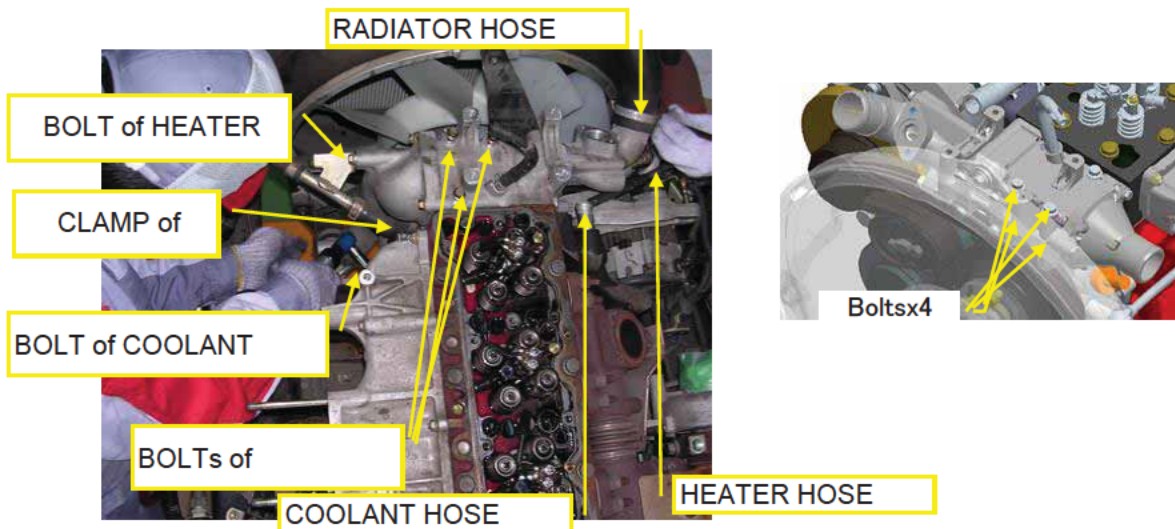 RADIATOR HOSE
BOLT of HEATER
CLAMP of
BOLT of COOLANT
BOLTs of
COOLANT HOSE
HEATER HOSE
Boltsx4